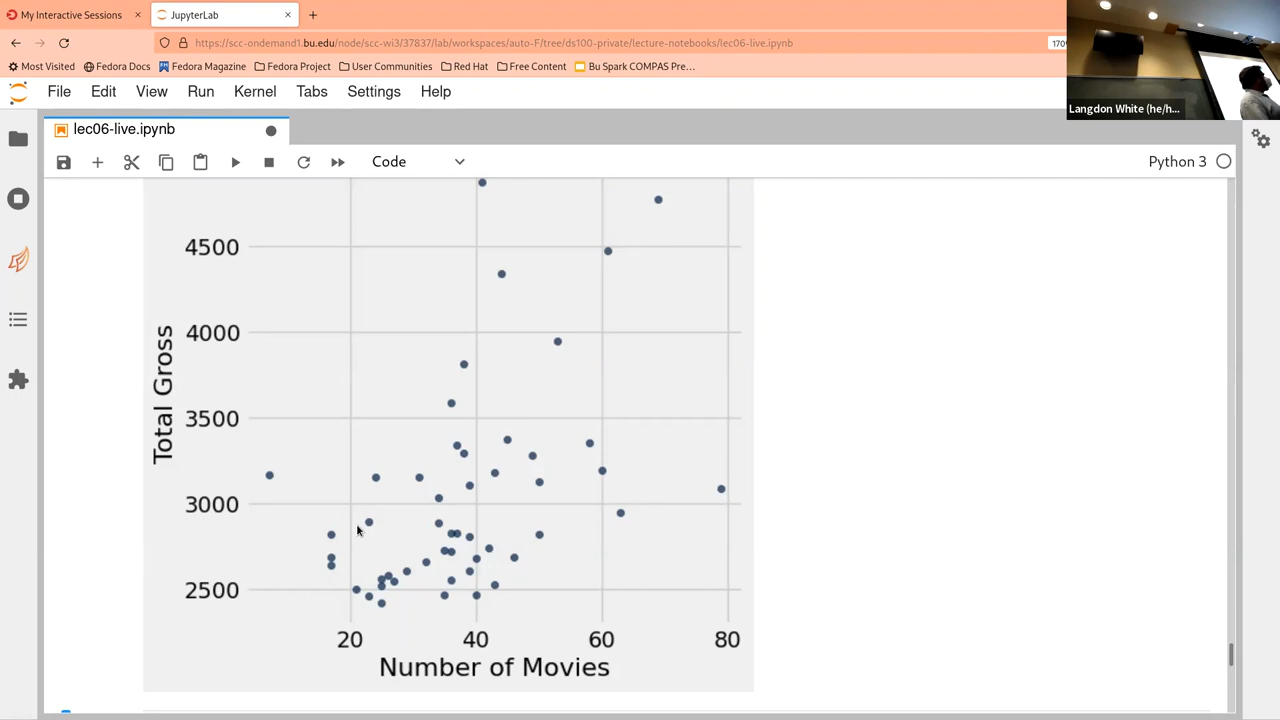 My Interactive Sessions
JupyterLab
https://scc-ondemand1.bu.edu/node/scc-wi3/37837/lab/workspaces/auto-F/tree/ds100-private/lecture-notebooks/lec06-live.ipynb
170%
Most Visited
Fedora Docs
Fedora Magazine
Fedora Project
User Communities
Red Hat
Free Content
Bu Spark COMPAS Pre…
Langdon White (he/h...
File Edit View Run Kernel Tabs Settings Help
lec06-live.ipynb
Code
Python 3
Total Gross
4500
4000
3500
3000
2500
20 40 60 80
Number of Movies